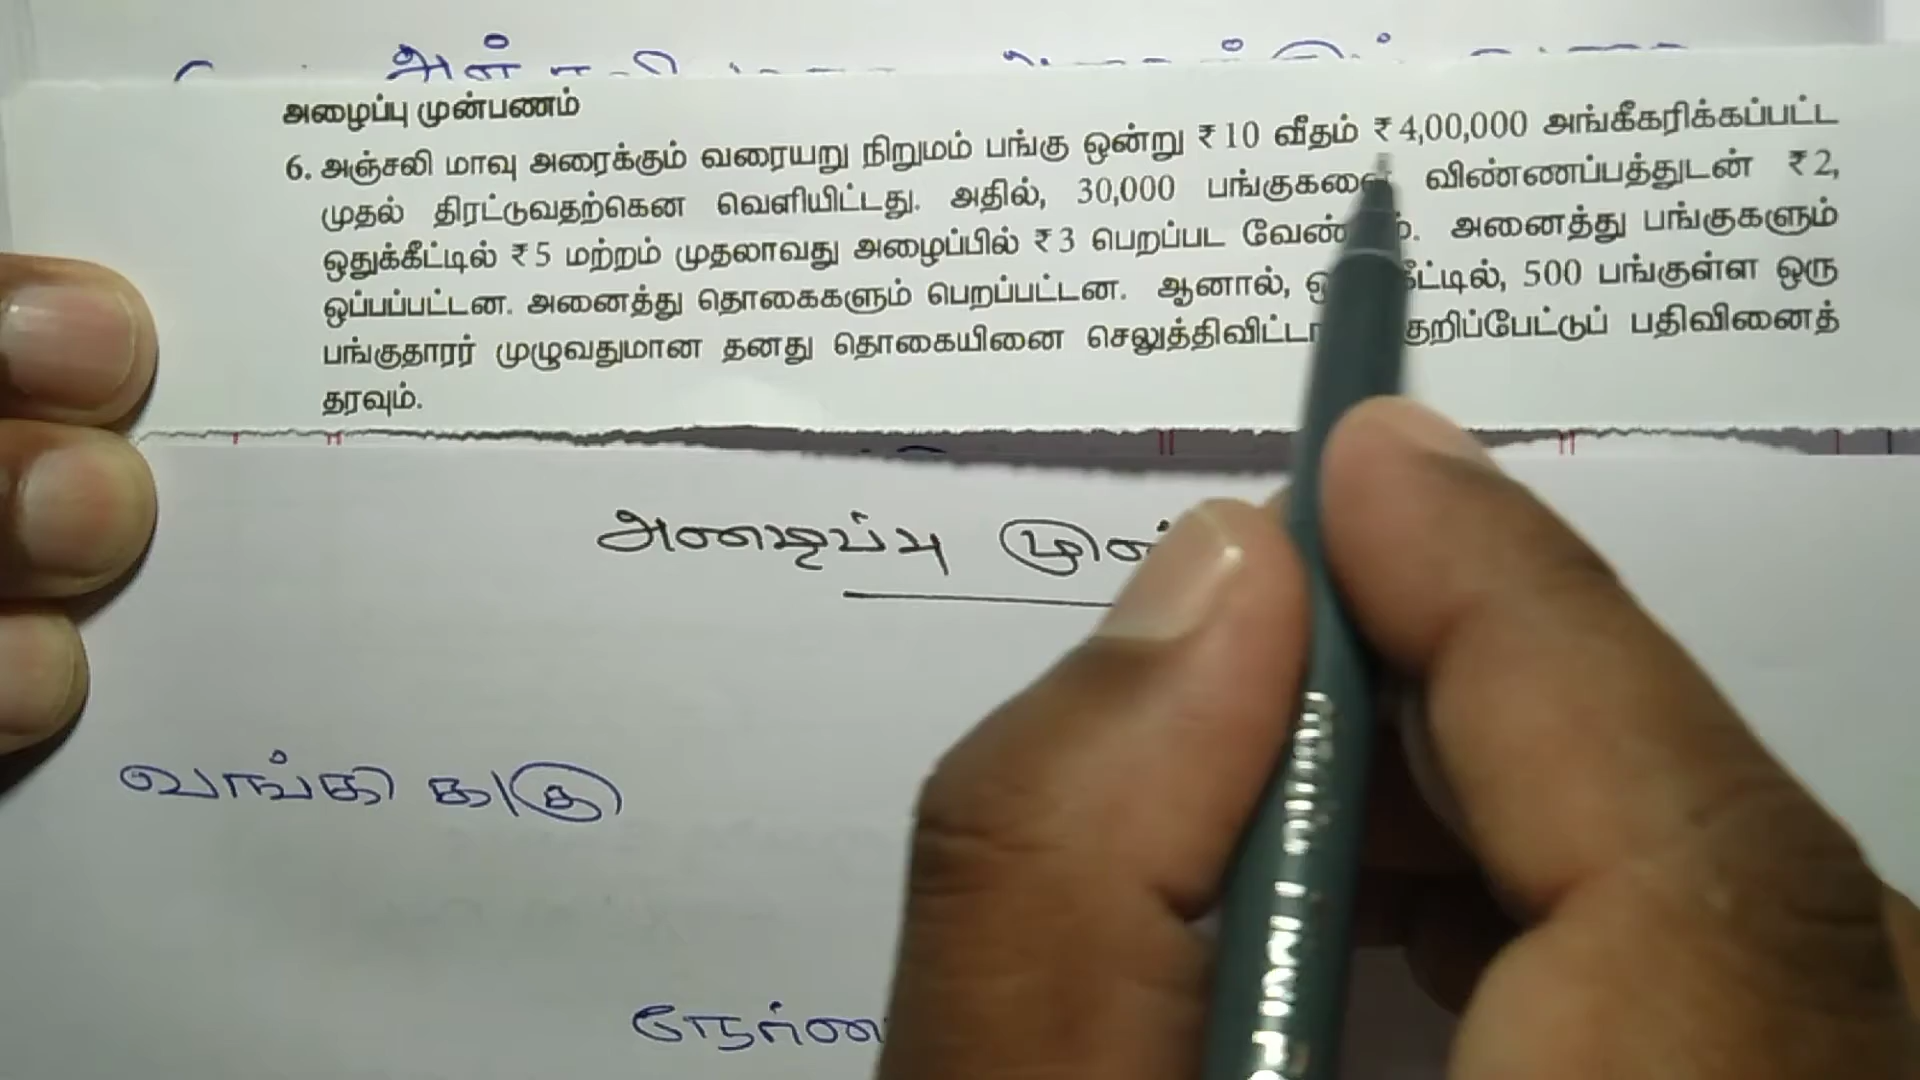 அழைப்பு முன்பணம்
6. அஞ்சலி மாவு அரைக்கும் வரையறு நிறுமம் பங்கு ஒன்று ₹10 வீதம் ₹4,00,000 அங்கீகரிக்கப்பட்ட
முதல் திரட்டுவதற்கென வெளியிட்டது. அதில், 30,000 பங்குகளை விண்ணப்பத்துடன் ₹2,
ஒதுக்கீட்டில் ₹5 மற்றம் முதலாவது அழைப்பில் ₹3 பெறப்பட அனைத்து பங்குகளும்
ஒப்பப்பட்டன. அனைத்து தொகைகளும் பெறப்பட்டன. ஆனால், 500 பங்குள்ள ஒரு
பங்குதாரர் முழுவதுமான தனது தொகையினை குறிப்பேட்டுப் பதிவினைத்
தரவும்.
அழைப்பு முன்
வங்கி க/கு